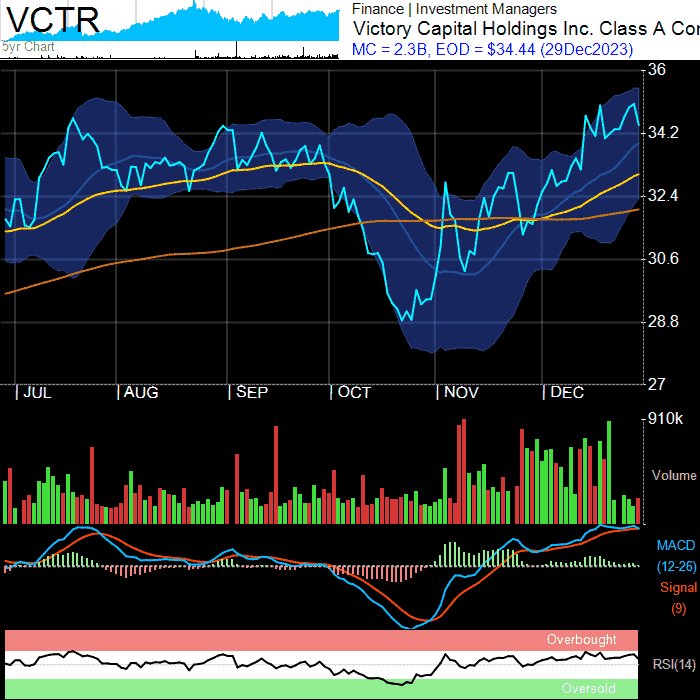 VCTR
5yr Chart
Finance | Investment Managers
Victory Capital Holdings Inc. Class A Cor
MC = 2.3B, EOD = $34.44 (29Dec2023)
36
34.2
32.4
30.6
28.8
27
JUL AUG SEP OCT NOV DEC
910k
Volume
MACD
(12-26)
Signal
(9)
Overbought
RSI(14)
Oversold